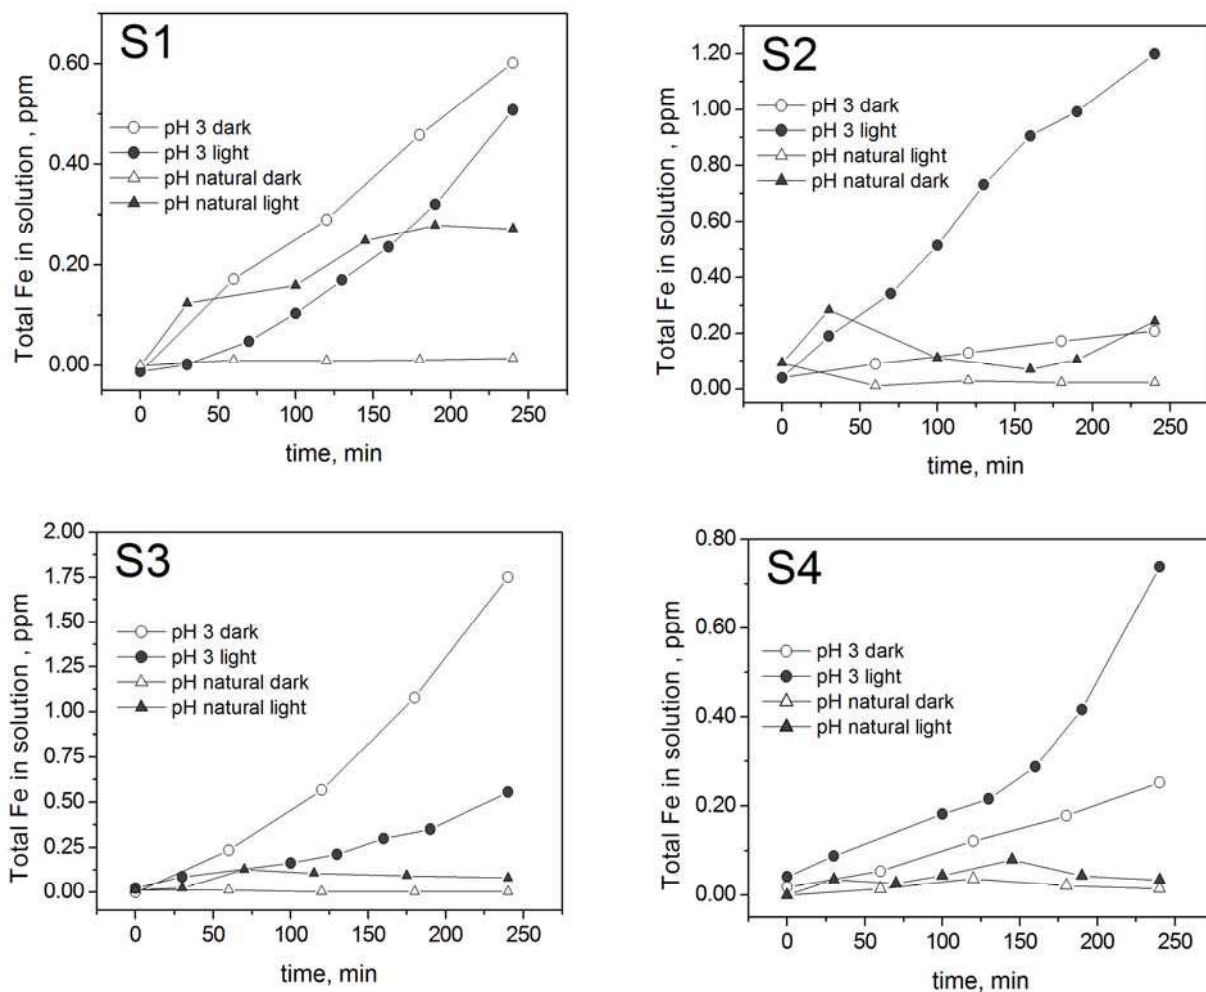 S1
Total Fe in solution , ppm
0.60
0.40
0.20
0.00
pH 3 dark
pH 3 light
pH natural dark
pH natural light
0 50 100 150 200 250
time, min
S2
Total Fe in solution , ppm
1.20
1.00
0.80
0.60
0.40
0.20
0.00
pH 3 dark
pH 3 light
pH natural light
pH natural dark
0 50 100 150 200 250
time, min
S3
Total Fe in solution , ppm
2.00
1.75
1.50
1.25
1.00
0.75
0.50
0.25
0.00
pH 3 dark
pH 3 light
pH natural dark
pH natural light
0 50 100 150 200 250
time, min
S4
Total Fe in solution , ppm
0.80
0.60
0.40
0.20
0.00
pH 3 dark
pH 3 light
pH natural dark
pH natural light
0 50 100 150 200 250
time, min